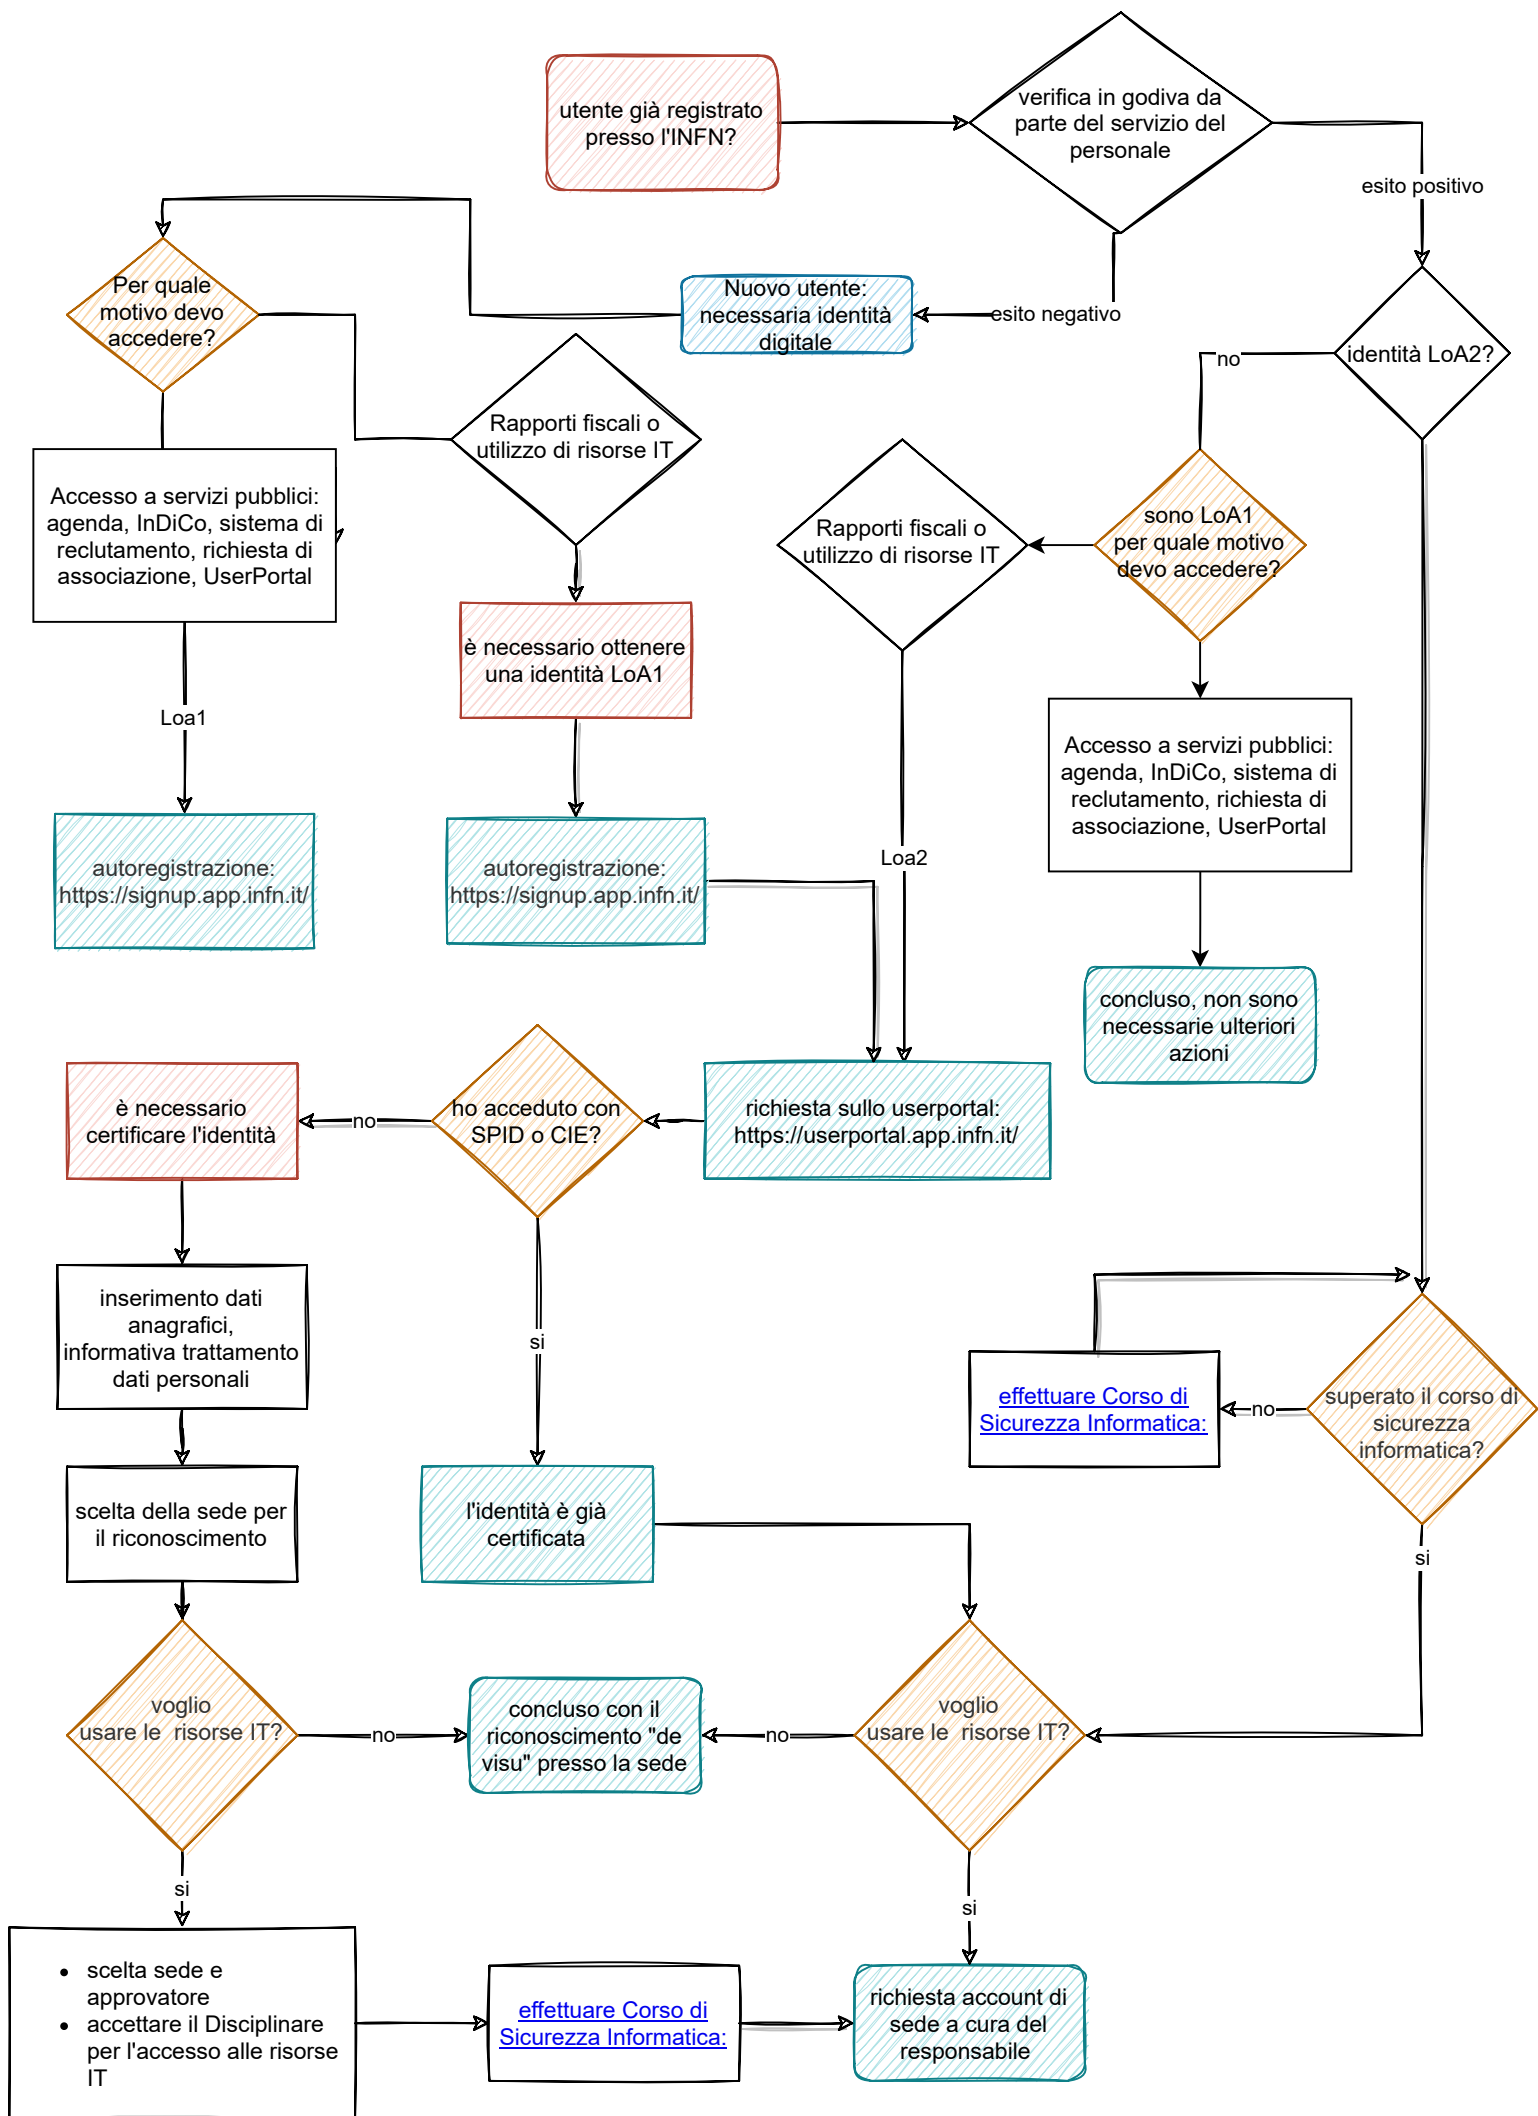 utente già registrato
presso l'INFN?
verifica in godiva da
parte del servizio del
personale
esito positivo
Per quale
motivo devo
accedere?
Nuovo utente:
necessaria identità
digitale
esito negativo
identità LoA2?
no
Rapporti fiscali o
utilizzo di risorse IT
Accesso a servizi pubblici:
agenda, InDiCo, sistema di
reclutamento, richiesta di
associazione, UserPortal
Rapporti fiscali o
utilizzo di risorse IT
sono LoA1
per quale motivo
devo accedere?
è necessario ottenere
una identità LoA1
Loa1
Accesso a servizi pubblici:
agenda, InDiCo, sistema di
reclutamento, richiesta di
associazione, UserPortal
autoregistrazione:
https://signup.app.infn.it/
autoregistrazione:
https://signup.app.infn.it/
Loa2
concluso, non sono
necessarie ulteriori
azioni
è necessario
certificare l'identità
no
ho acceduto con
SPID o CIE?
richiesta sullo userportal:
https://userportal.app.infn.it/
inserimento dati
anagrafici,
informativa trattamento
dati personali
si
effettuare Corso di
Sicurezza Informatica:
no
superato il corso di
sicurezza
informatica?
scelta della sede per
il riconoscimento
l'identità è già
certificata
si
voglio
usare le  risorse IT?
no
concluso con il
riconoscimento "de
visu" presso la sede
no
voglio
usare le  risorse IT?
si
si
• scelta sede e
approvatore
• accettare il Disciplinare
per l'accesso alle risorse
IT
effettuare Corso di
Sicurezza Informatica:
richiesta account di
sede a cura del
responsabile